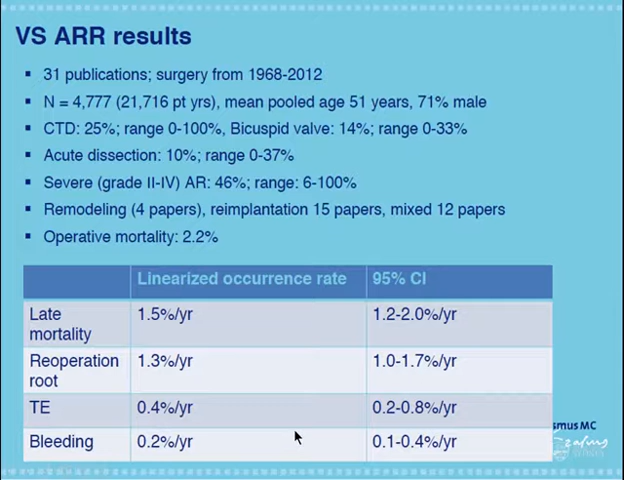 VS ARR results
31 publications; surgery from 1968-2012
N = 4,777 (21,716 pt yrs), mean pooled age 51 years, 71% male
CTD: 25%; range 0-100%, Bicuspid valve: 14%; range 0-33%
Acute dissection: 10%; range 0-37%
Severe (grade II-IV) AR: 46%; range: 6-100%
Remodeling (4 papers), reimplantation 15 papers, mixed 12 papers
Operative mortality: 2.2%
Linearized occurrence rate 95% CI
Late mortality 1.5%/yr 1.2-2.0%/yr
Reoperation root 1.3%/yr 1.0-1.7%/yr
TE 0.4%/yr 0.2-0.8%/yr
Bleeding 0.2%/yr 0.1-0.4%/yr
smus MC